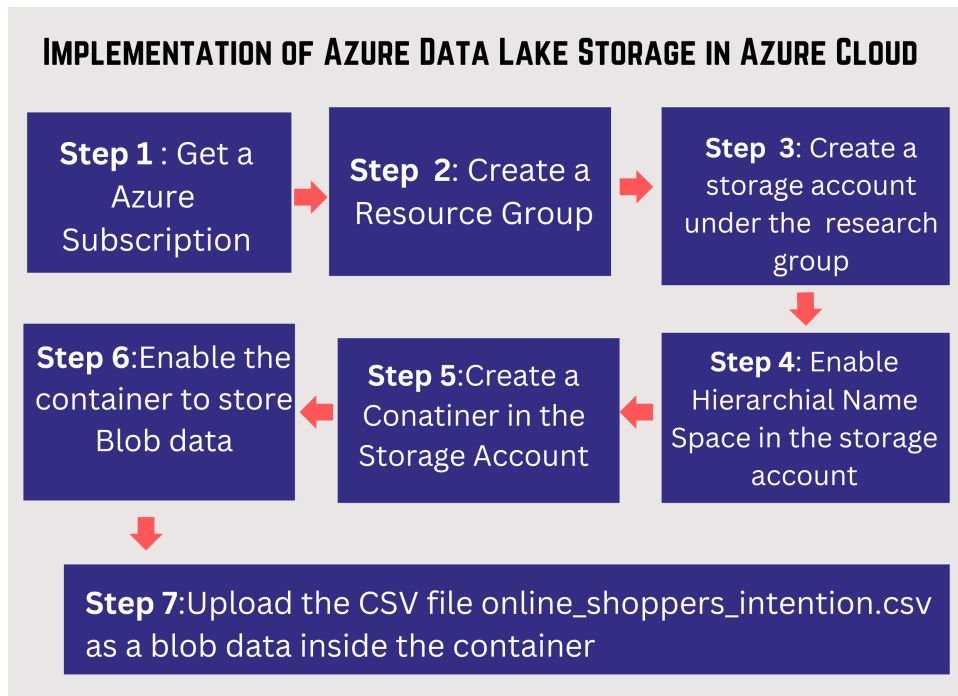 IMPLEMENTATION OF AZURE DATA LAKE STORAGE IN AZURE CLOUD
Step 1 : Get a
Azure
Subscription
Step 2: Create a
Resource Group
Step 3: Create a
storage account
under the research
group
Step 4: Enable
Hierarchial Name
Space in the storage
account
Step 5:Create a
Conatiner in the
Storage Account
Step 6:Enable the
container to store
Blob data
Step 7:Upload the CSV file online_shoppers_intention.csv
as a blob data inside the container